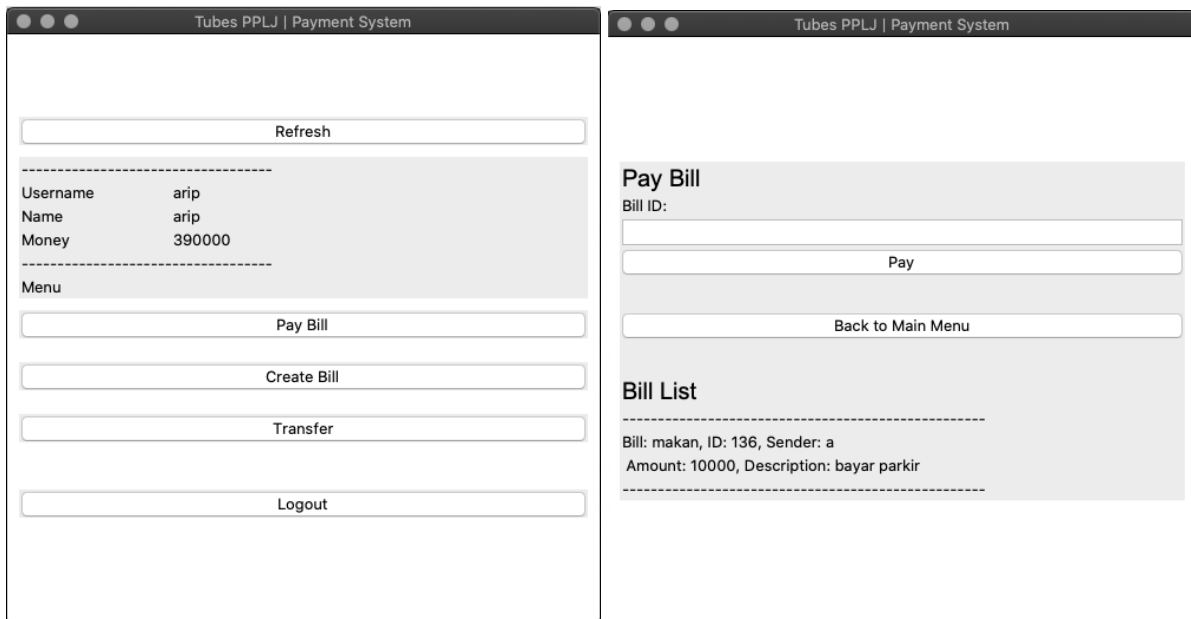 Tubes PPLJ | Payment System
Refresh
-----------------------------------
Username arip
Name arip
Money 390000
-----------------------------------
Menu
Pay Bill
Create Bill
Transfer
Logout
Tubes PPLJ | Payment System
Pay Bill
Bill ID:
Pay
Back to Main Menu
Bill List
---------------------------------------------------
Bill: makan, ID: 136, Sender: a
Amount: 10000, Description: bayar parkir
---------------------------------------------------